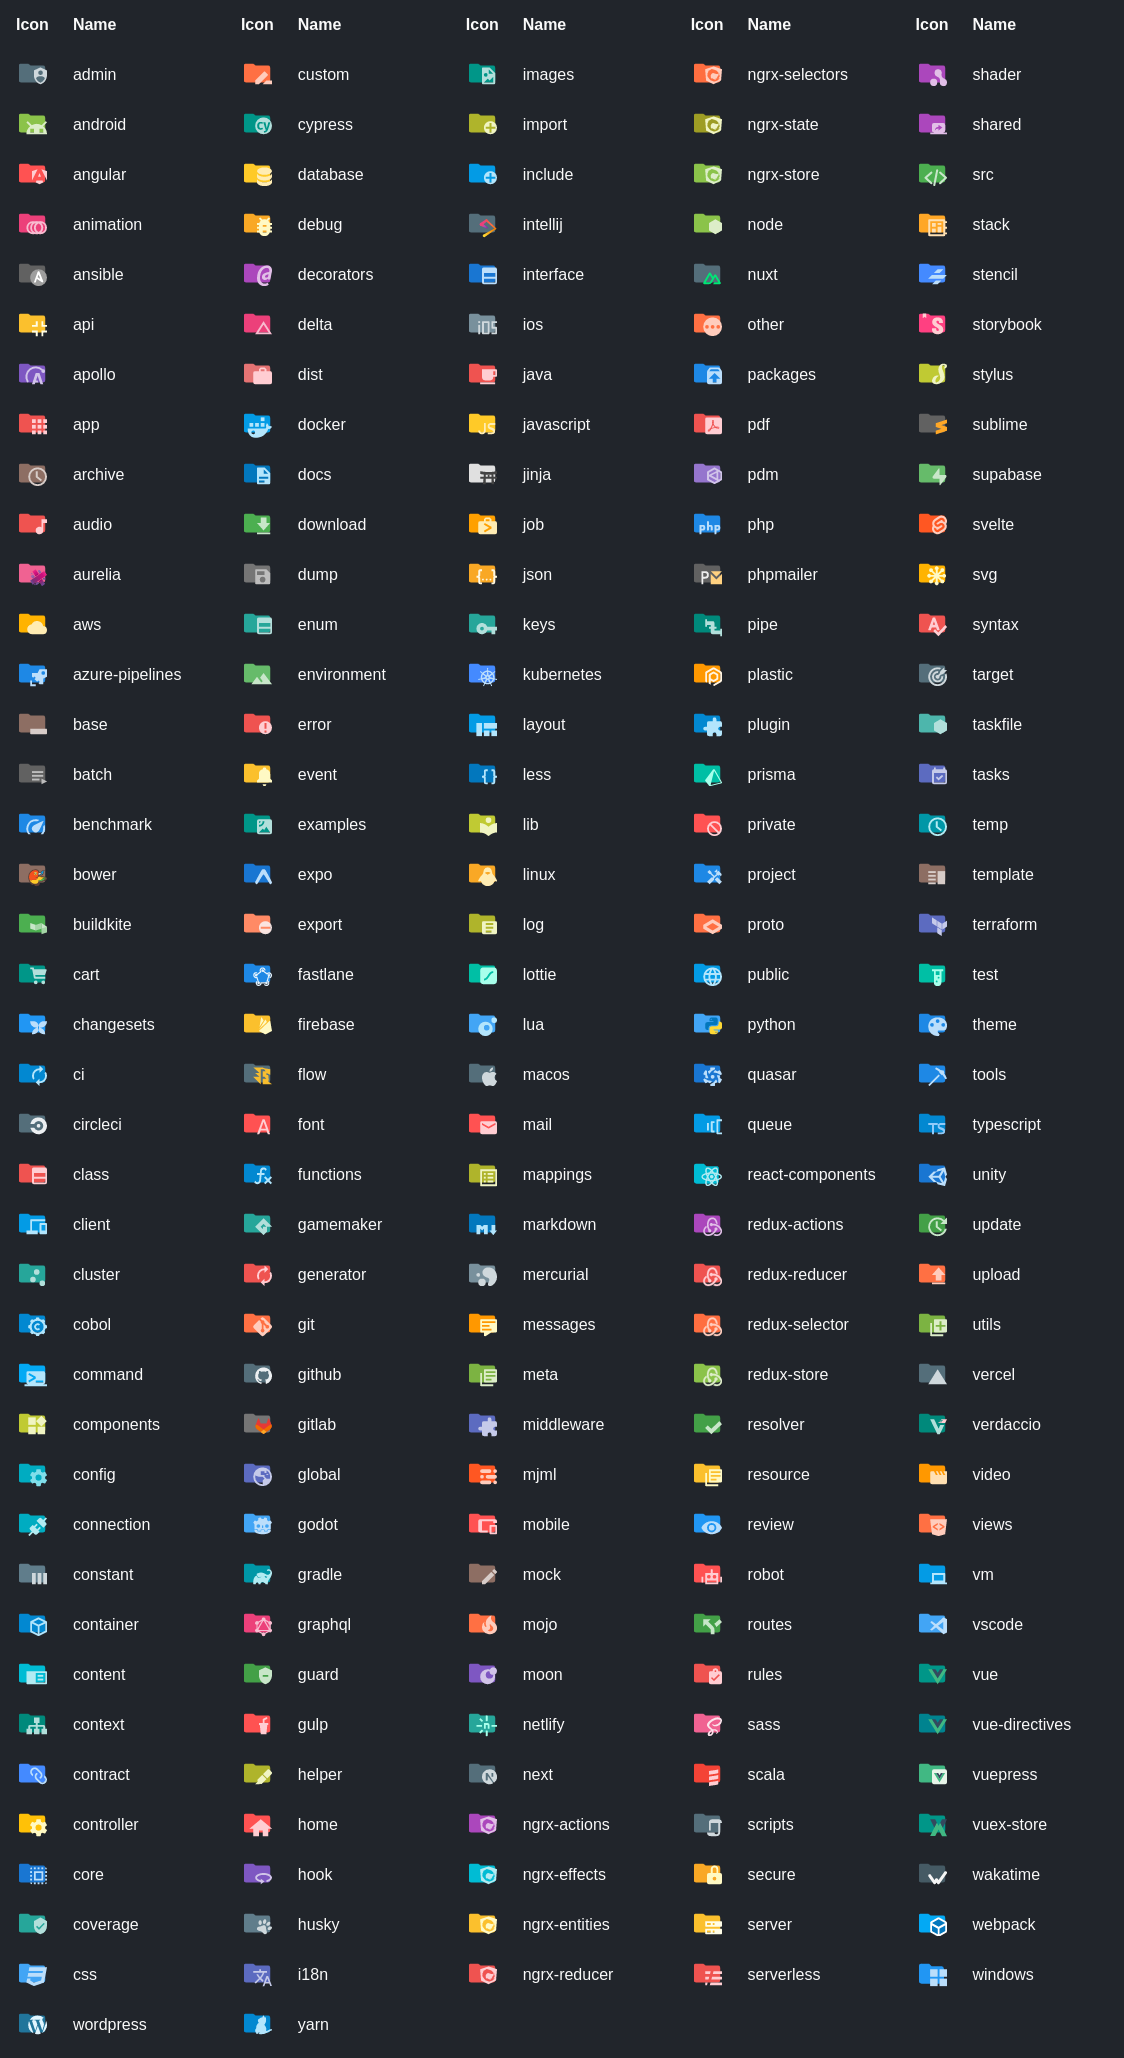 Icon Name Icon Name Icon Name Icon Name Icon Name
admin custom images ngrx-selectors shader
android cypress import ngrx-state shared
angular database include ngrx-store src
animation debug intellij node stack
ansible decorators interface nuxt stencil
api delta ios other storybook
apollo dist java packages stylus
app docker javascript pdf sublime
archive docs jinja pdm supabase
audio download job php svelte
aurelia dump json phpmailer svg
aws enum keys pipe syntax
azure-pipelines environment kubernetes plastic target
base error layout plugin taskfile
batch event less prisma tasks
benchmark examples lib private temp
bower expo linux project template
buildkite export log proto terraform
cart fastlane lottie public test
changesets firebase lua python theme
ci flow macos quasar tools
circleci font mail queue typescript
class functions mappings react-components unity
client gamemaker markdown redux-actions update
cluster generator mercurial redux-reducer upload
cobol git messages redux-selector utils
command github meta redux-store vercel
components gitlab middleware resolver verdaccio
config global mjml resource video
connection godot mobile review views
constant gradle mock robot vm
container graphql mojo routes vscode
content guard moon rules vue
context gulp netlify sass vue-directives
contract helper next scala vuepress
controller home ngrx-actions scripts vuex-store
core hook ngrx-effects secure wakatime
coverage husky ngrx-entities server webpack
css i18n ngrx-reducer serverless windows
wordpress yarn